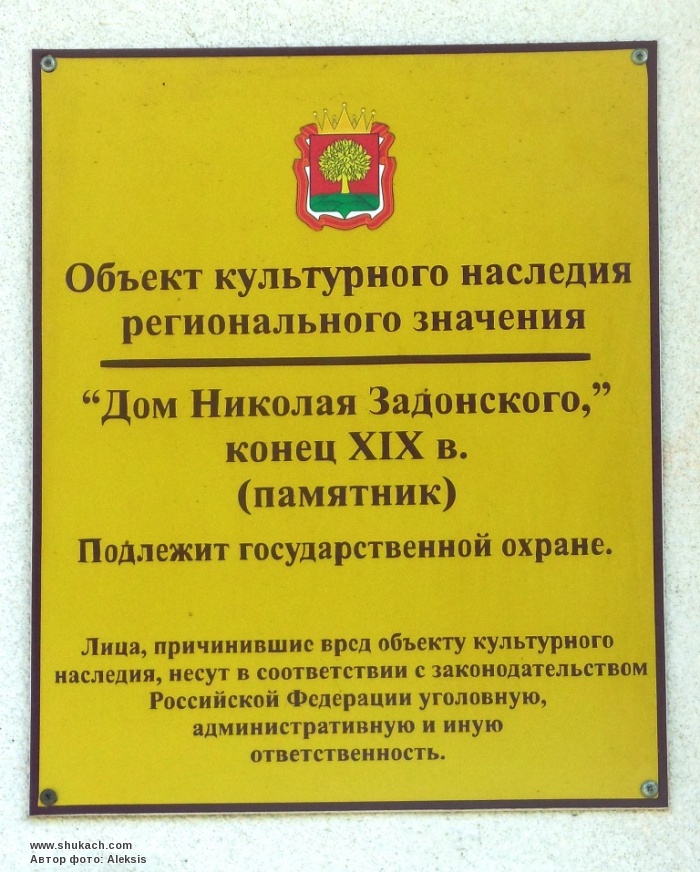 Объект культурного наследия
регионального значения
“Дом Николая Задонского,”
конец XIX в.
(памятник)
Подлежит государственной охране.
Лица, причинившие вред объекту культурного
наследия, несут в соответствии с законодательством
Российской Федерации уголовную,
административную и иную
ответственность.
www.shukach.com
Автор фото: Aleksis